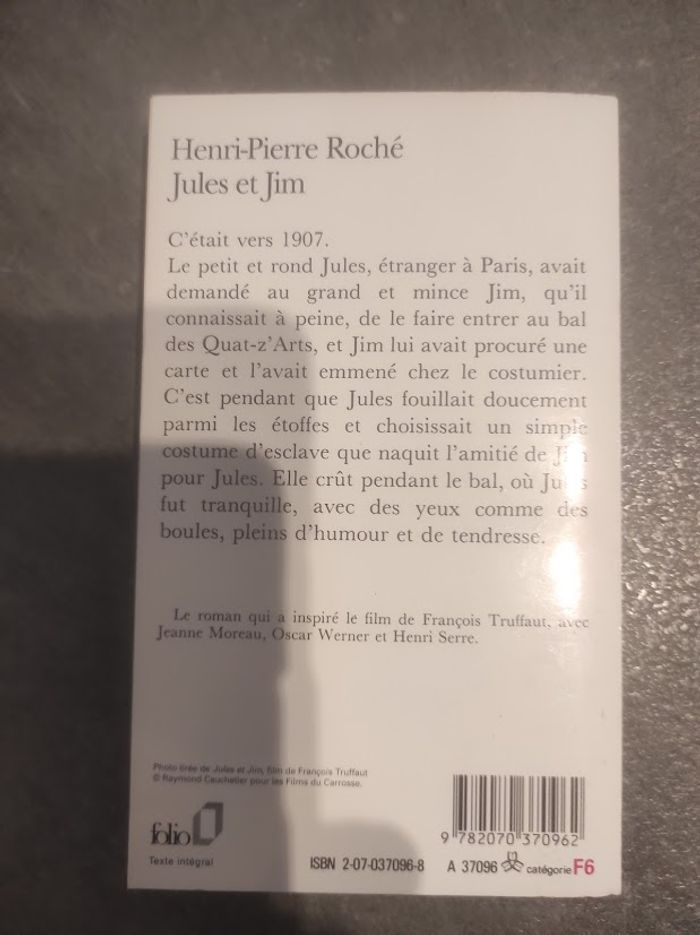 Henri-Pierre Roché
Jules et Jim
C'était vers 1907.
Le petit et rond Jules, étranger à Paris, avait
demandé au grand et mince Jim, qu'il
connaissait à peine, de le faire entrer au bal
des Quat-z'Arts, et Jim lui avait procuré une
carte et l'avait emmené chez le costumier.
C'est pendant que Jules fouillait doucement
parmi les étoffes et choisissait un simple
costume d'esclave que naquit l'amitié de Jim
pour Jules. Elle crût pendant le bal, où Jules
fut tranquille, avec des yeux comme des
boules, pleins d'humour et de tendresse.
Le roman qui a inspiré le film de François Truffaut, avec
Jeanne Moreau, Oscar Werner et Henri Serre.
Photo tirée de Jules et Jim, film de François Truffaut
© Raymond Cauchetier pour les Films du Carrosse.
folio
Texte intégral
9 782070 370962
ISBN 2-07-037096-8 A 37096 catégorie F6